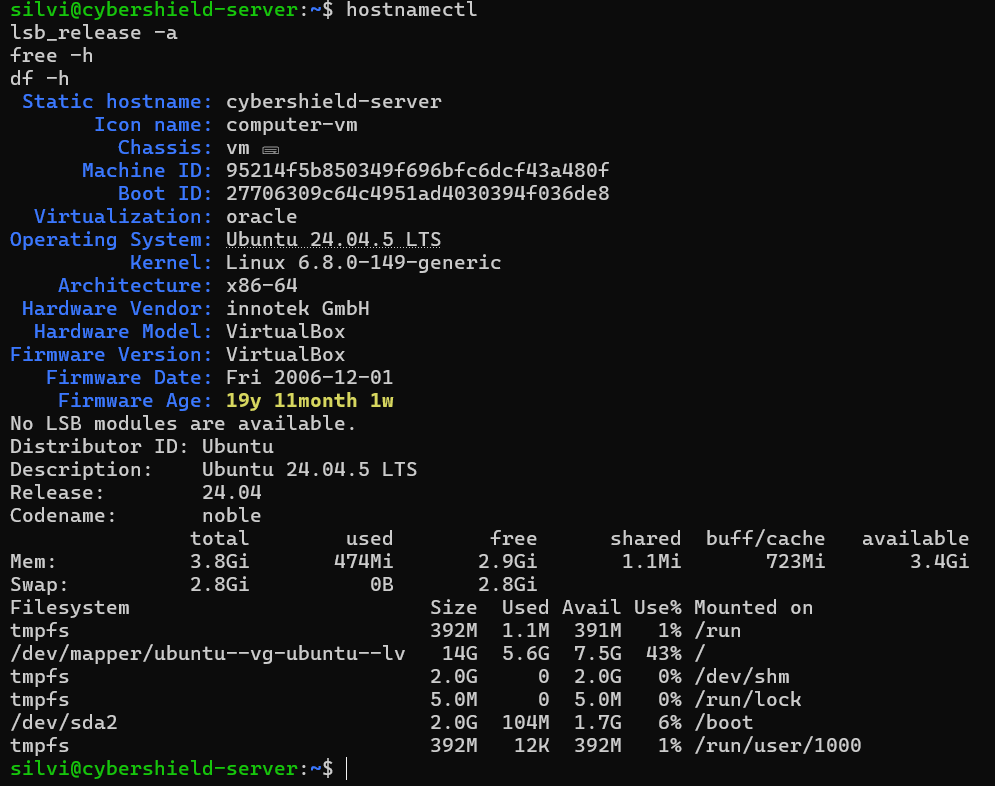 silvi@cybershield-server:~$ hostnamectl
lsb_release -a
free -h
df -h
 Static hostname: cybershield-server
       Icon name: computer-vm
         Chassis: vm 🖴
      Machine ID: 95214f5b850349f696bfc6dcf43a480f
         Boot ID: 27706309c64c4951ad4030394f036de8
  Virtualization: oracle
Operating System: Ubuntu 24.04.5 LTS
          Kernel: Linux 6.8.0-149-generic
    Architecture: x86-64
 Hardware Vendor: innotek GmbH
  Hardware Model: VirtualBox
Firmware Version: VirtualBox
   Firmware Date: Fri 2006-12-01
    Firmware Age: 19y 11month 1w
No LSB modules are available.
Distributor ID: Ubuntu
Description:    Ubuntu 24.04.5 LTS
Release:        24.04
Codename:       noble
               total        used        free      shared  buff/cache   available
Mem:           3.8Gi       474Mi       2.9Gi       1.1Mi       723Mi       3.4Gi
Swap:          2.8Gi          0B       2.8Gi
Filesystem                         Size  Used Avail Use% Mounted on
tmpfs                              392M  1.1M  391M   1% /run
/dev/mapper/ubuntu--vg-ubuntu--lv   14G  5.6G  7.5G  43% /
tmpfs                              2.0G     0  2.0G   0% /dev/shm
tmpfs                              5.0M     0  5.0M   0% /run/lock
/dev/sda2                          2.0G  104M  1.7G   6% /boot
tmpfs                              392M   12K  392M   1% /run/user/1000
silvi@cybershield-server:~$